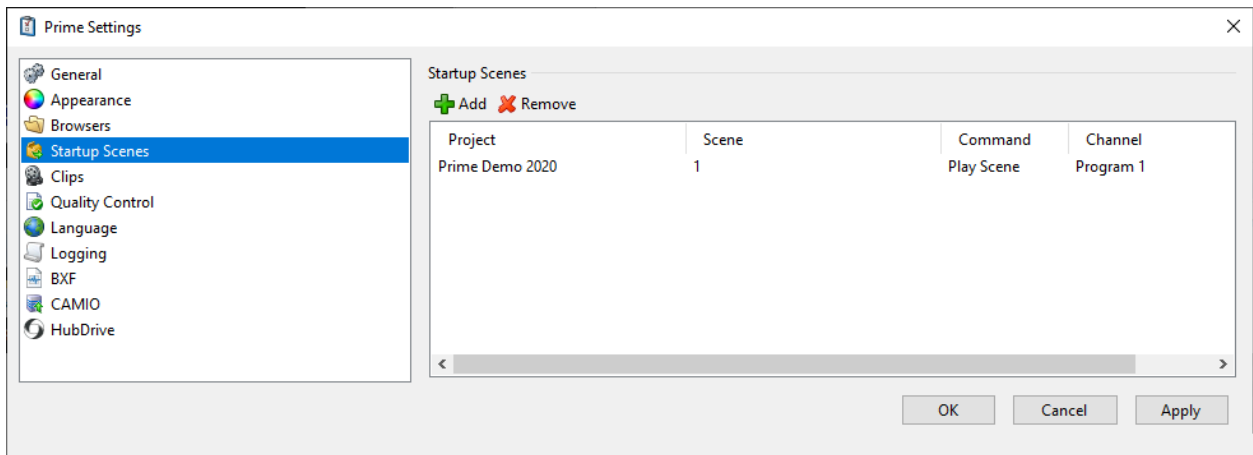 Prime Settings
General
Appearance
Browsers
Startup Scenes
Clips
Quality Control
Language
Logging
BXF
CAMIO
HubDrive
Startup Scenes
Add Remove
Project Scene Command Channel
Prime Demo 2020 1 Play Scene Program 1
OK Cancel Apply